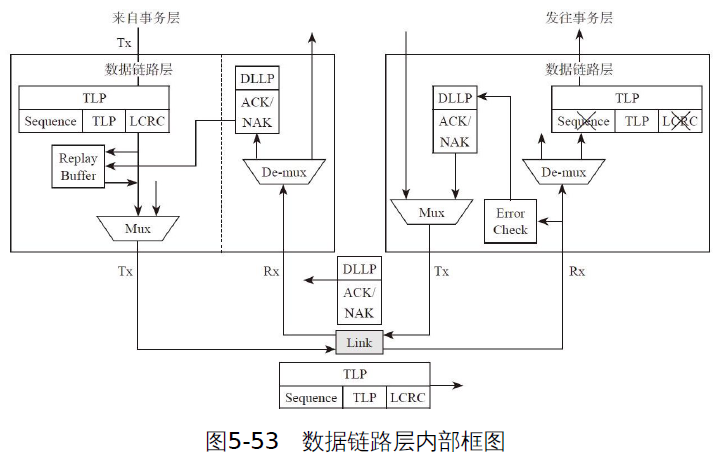 来自事务层
发往事务层
Tx
数据链路层
数据链路层
TLP
Sequence TLP LCRC
DLLP
ACK/
NAK
DLLP
ACK/
NAK
TLP
Sequence TLP LCRC
Replay
Buffer
De-mux
De-mux
Mux
Mux
Error
Check
Tx
Rx
DLLP
ACK/
NAK
Tx
Rx
Link
TLP
Sequence TLP LCRC
图5-53 数据链路层内部框图